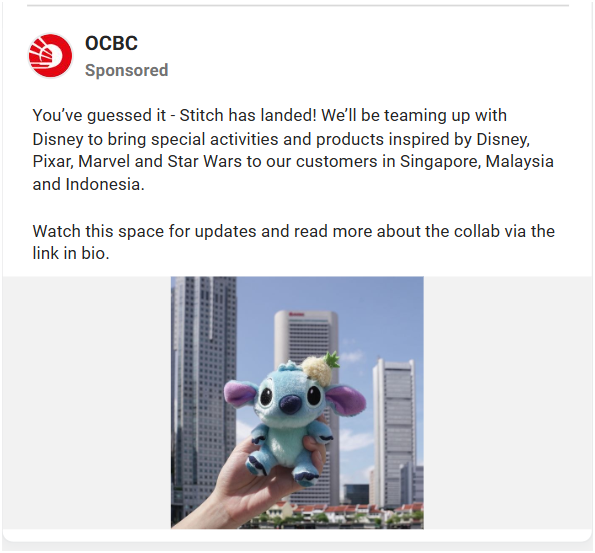 OCBC
Sponsored
You’ve guessed it - Stitch has landed! We’ll be teaming up with
Disney to bring special activities and products inspired by Disney,
Pixar, Marvel and Star Wars to our customers in Singapore, Malaysia
and Indonesia.
Watch this space for updates and read more about the collab via the
link in bio.